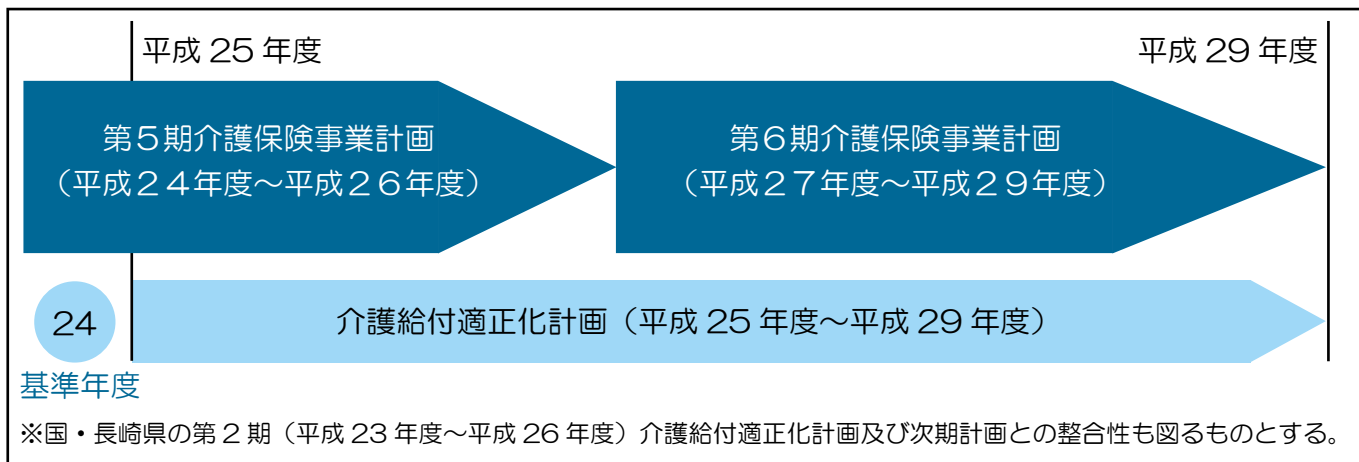 平成 25 年度
平成 29 年度
第５期介護保険事業計画
（平成２４年度～平成２６年度）
第６期介護保険事業計画
（平成２７年度～平成２９年度）
24
介護給付適正化計画（平成 25 年度～平成 29 年度）
基準年度
※国・長崎県の第 2 期（平成 23 年度～平成 26 年度）介護給付適正化計画及び次期計画との整合性も図るものとする。